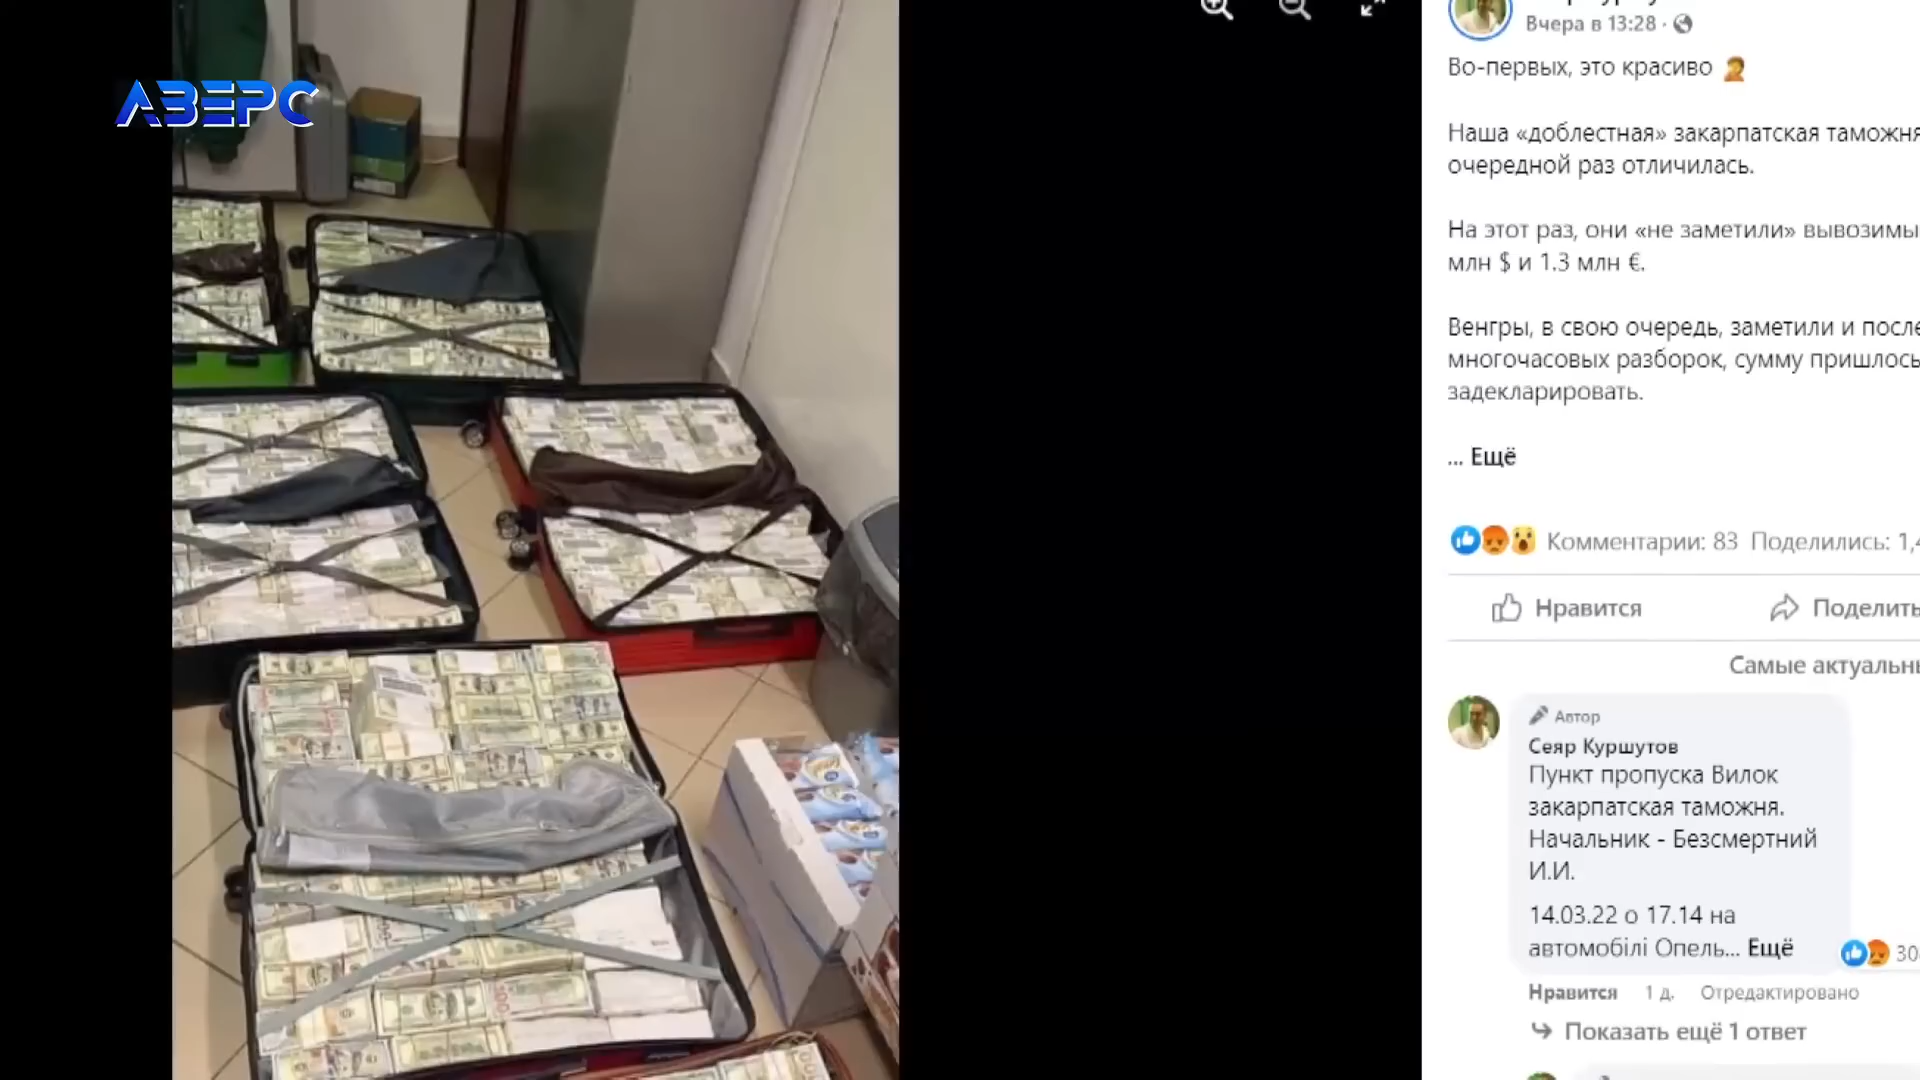 АВЕРС
Вчера в 13:28 ·
Во-первых, это красиво
Наша «доблестная» закарпатская таможня
очередной раз отличилась.
На этот раз, они «не заметили» вывозимы
млн $ и 1.3 млн €.
Венгры, в свою очередь, заметили и после
многочасовых разборок, сумму пришлось
задекларировать.
... Ещё
Комментарии: 83 Поделились: 1,4
Нравится
Поделить
Самые актуальн
Автор
Сеяр Куршутов
Пункт пропуска Вилок
закарпатская таможня.
Начальник - Безсмертний
И.И.
14.03.22 о 17.14 на
автомобілі Опель... Ещё
30
Нравится 1 д. Отредактировано
Показать ещё 1 ответ